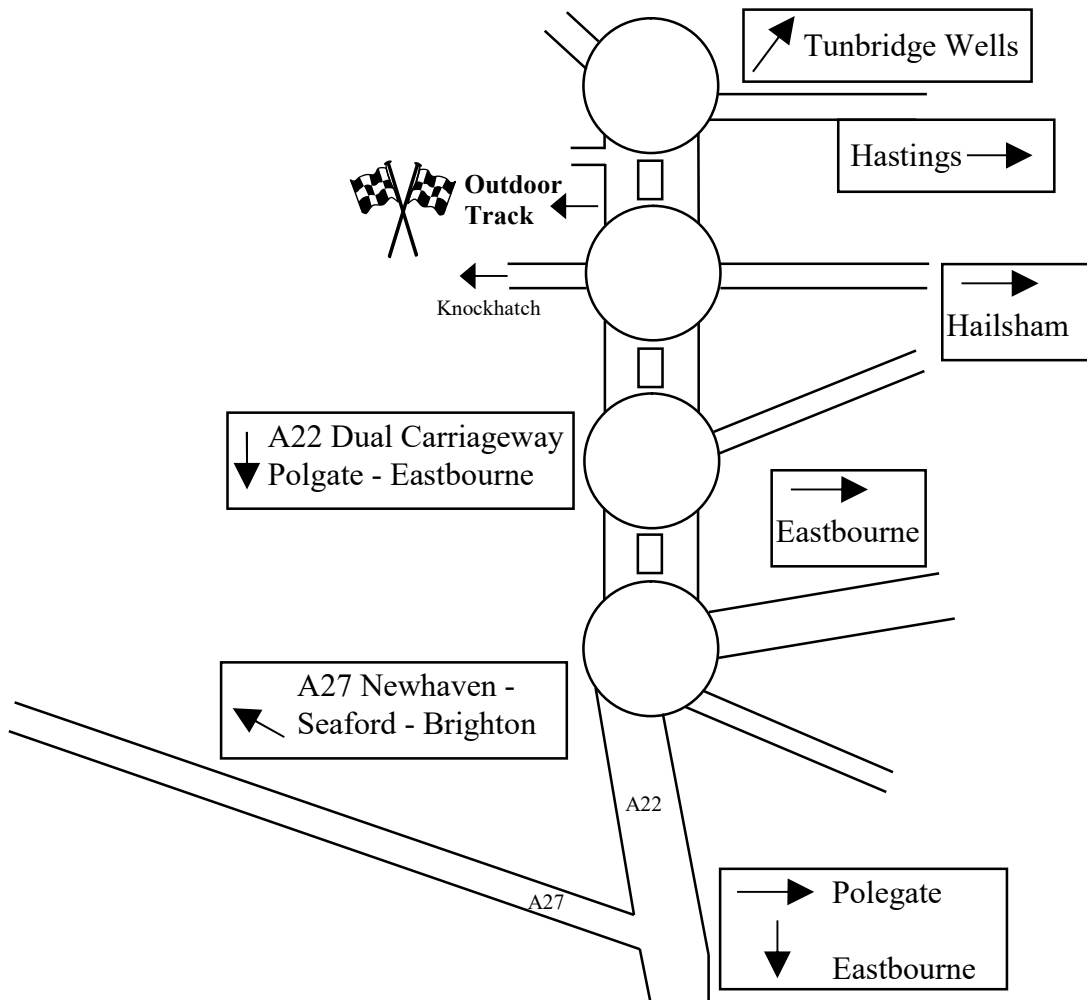 Tunbridge Wells
Hastings
Outdoor
Track
Knockhatch
Hailsham
A22 Dual Carriageway
Polgate - Eastbourne
Eastbourne
A27 Newhaven -
Seaford - Brighton
A22
A27
Polegate
Eastbourne